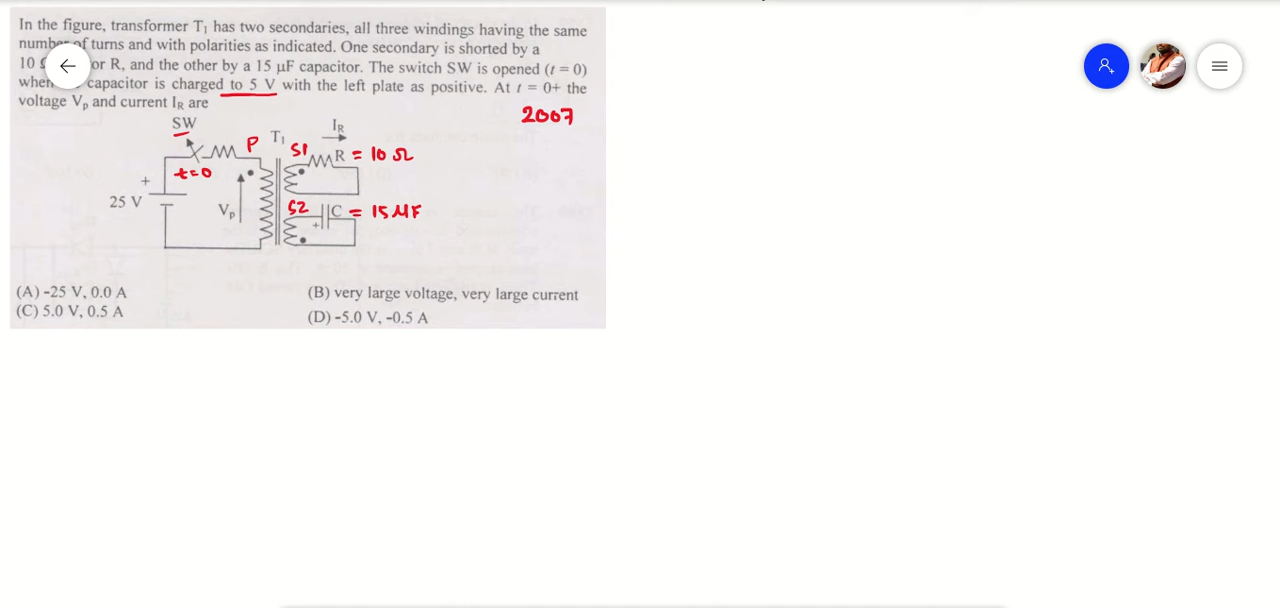 In the figure, transformer T₁ has two secondaries, all three windings having the same
number of turns and with polarities as indicated. One secondary is shorted by a
10 or R, and the other by a 15 µF capacitor. The switch SW is opened (t = 0)
when capacitor is charged to 5 V with the left plate as positive. At t = 0+ the
voltage Vₚ and current I_R are
2007
SW
I_R
P T₁ S1 R = 10 Ω
t=0
+
25 V Vₚ S2 C = 15 µF
+
(A) -25 V, 0.0 A (B) very large voltage, very large current
(C) 5.0 V, 0.5 A (D) -5.0 V, -0.5 A